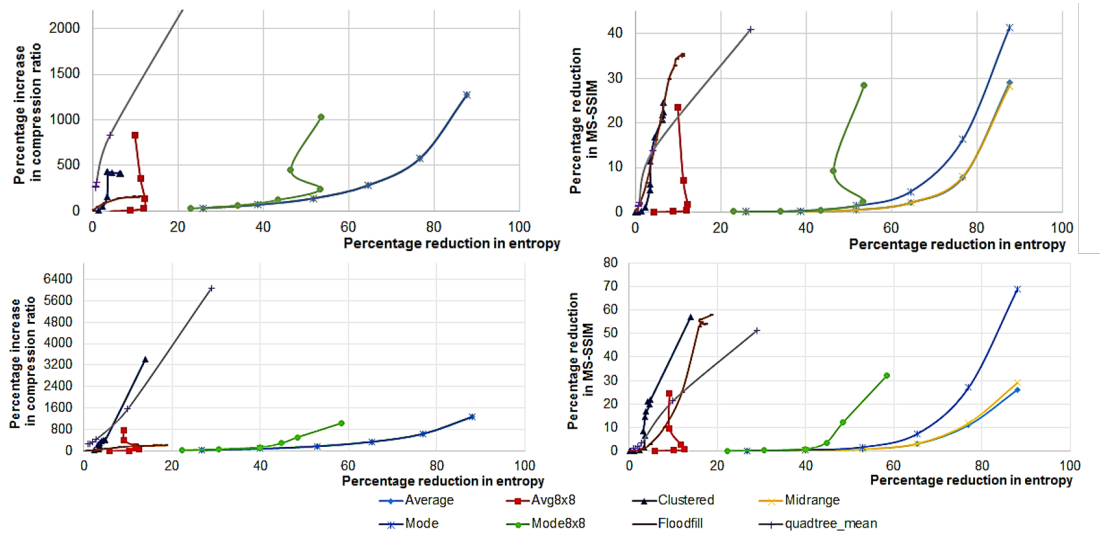 Percentage increase
in compression ratio
2000
1500
1000
500
0
0 20 40 60 80 100
Percentage reduction in entropy
Percentage reduction
in MS-SSIM
40
30
20
10
0
0 20 40 60 80 100
Percentage reduction in entropy
Percentage increase
in compression ratio
6400
5600
4800
4000
3200
2400
1600
800
0
0 20 40 60 80 100
Percentage reduction in entropy
Percentage reduction
in MS-SSIM
80
70
60
50
40
30
20
10
0
0 20 40 60 80 100
Percentage reduction in entropy
Average Avg8x8 Clustered Midrange
Mode Mode8x8 Floodfill quadtree_mean